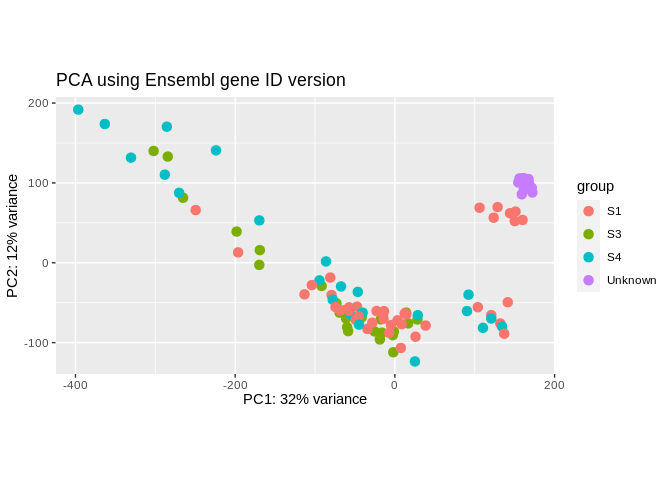 PCA using Ensembl gene ID version
200
100
0
-100
PC2: 12% variance
-400
-200
0
200
PC1: 32% variance
group
S1
S3
S4
Unknown